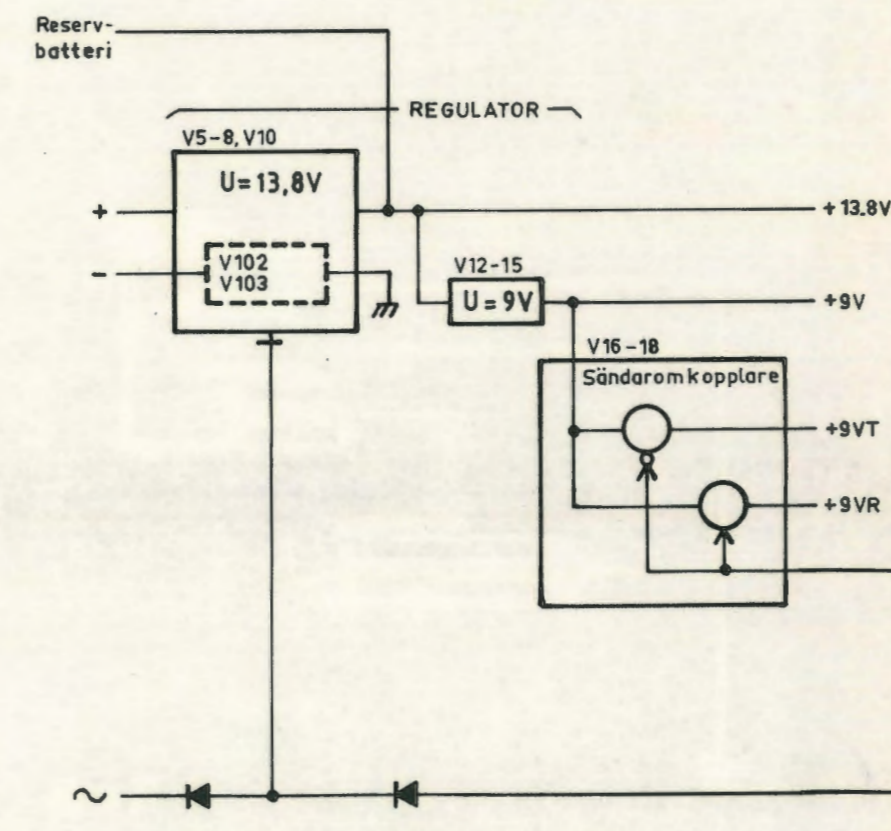 Reserv-
batteri
REGULATOR
V5-8, V10
U=13,8V
+
+13.8V
-
V102
V103
V12-15
U=9V
+9V
V16-18
Sändaromkopplare
+9VT
+9VR
~